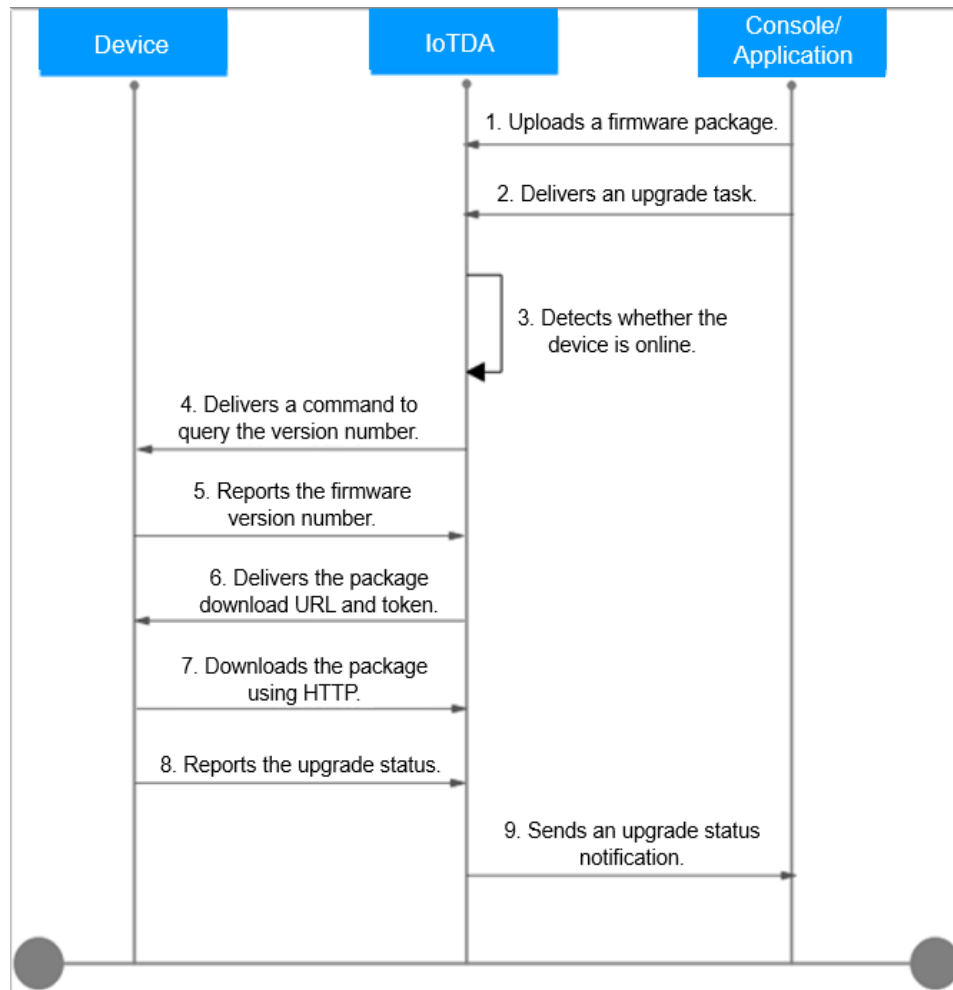 Device
IoTDA
Console/
Application
1. Uploads a firmware package.
2. Delivers an upgrade task.
3. Detects whether the
device is online.
4. Delivers a command to
query the version number.
5. Reports the firmware
version number.
6. Delivers the package
download URL and token.
7. Downloads the package
using HTTP.
8. Reports the upgrade status.
9. Sends an upgrade status
notification.